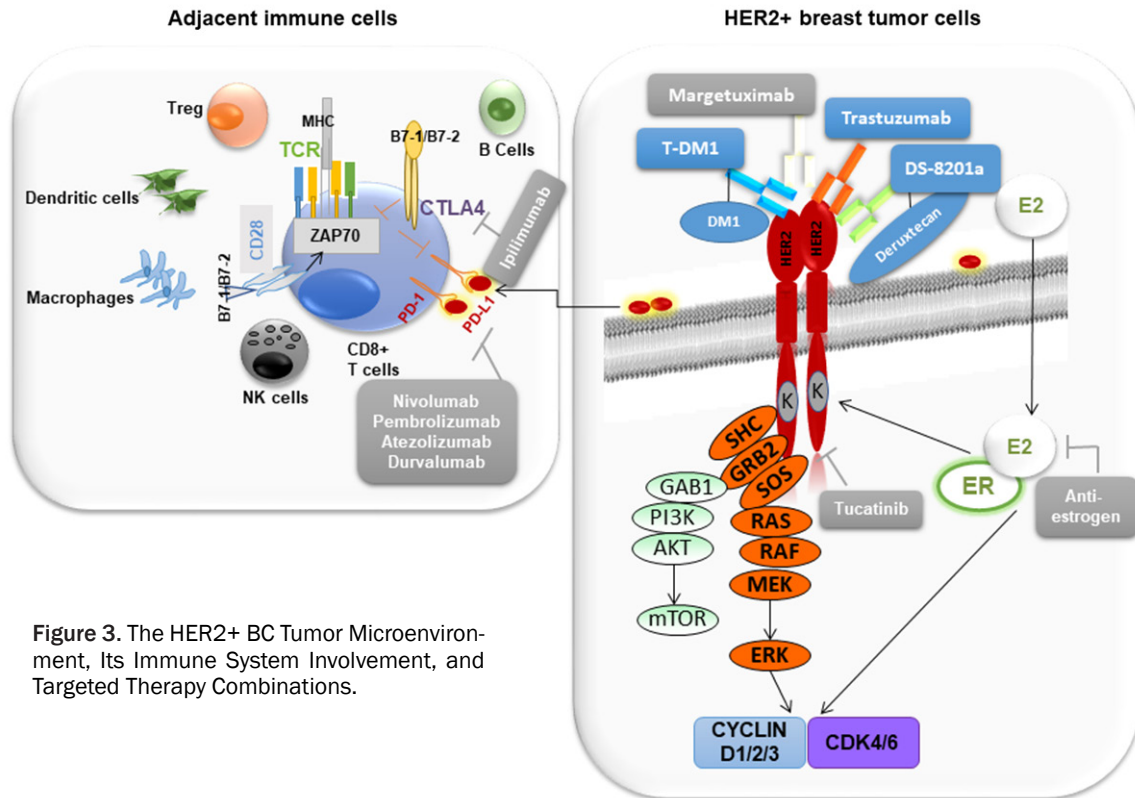 Adjacent immune cells
HER2+ breast tumor cells
Treg
MHC
TCR
B7-1/B7-2
B Cells
Dendritic cells
CD28
ZAP70
CTLA4
Ipilimumab
Macrophages
B7-1/B7-2
PD-1
PD-L1
NK cells
CD8+
T cells
Nivolumab
Pembrolizumab
Atezolizumab
Durvalumab
Margetuximab
Trastuzumab
T-DM1
DS-8201a
DM1
Deruxtecan
E2
HER2
HER2
K
K
SHC
GRB2
SOS
GAB1
PI3K
AKT
mTOR
RAS
RAF
MEK
ERK
Tucatinib
E2
ER
Anti-
estrogen
CYCLIN
D1/2/3
CDK4/6
Figure 3. The HER2+ BC Tumor Microenviron-
ment, Its Immune System Involvement, and
Targeted Therapy Combinations.